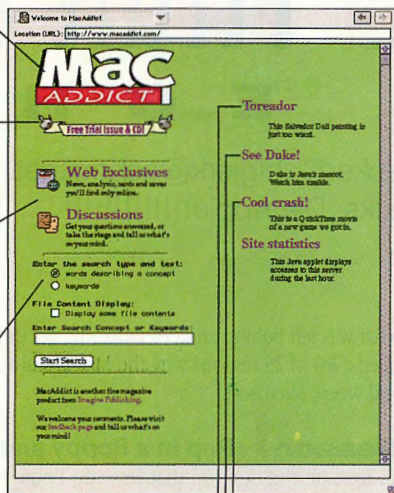 Welcome to MacAddict
Location (URL): http://www.macaddict.com/
Mac
ADDICT
Free Trial Issue & CD!
Web Exclusives
News, analysis, rants and raves
you'll find only online.
Discussions
Get your questions answered, or
take the stage and tell us what's
on your mind.
Enter the search type and text:
words describing a concept
keywords
File Content Display:
Display some file contents
Enter Search Concept or Keywords:
Start Search
MacAddict is another fine magazine
product from Imagine Publishing.
We welcome your comments. Please visit
our feedback page and tell us what's on
your mind!
Toreador
This Salvador Dali painting is
just too wierd.
See Duke!
Duke is Java's mascot.
Watch him tumble.
Cool crash!
This is a QuickTime movie
of a new game we got in.
Site statistics
This Java applet displays
accesses to this server
during the last hour